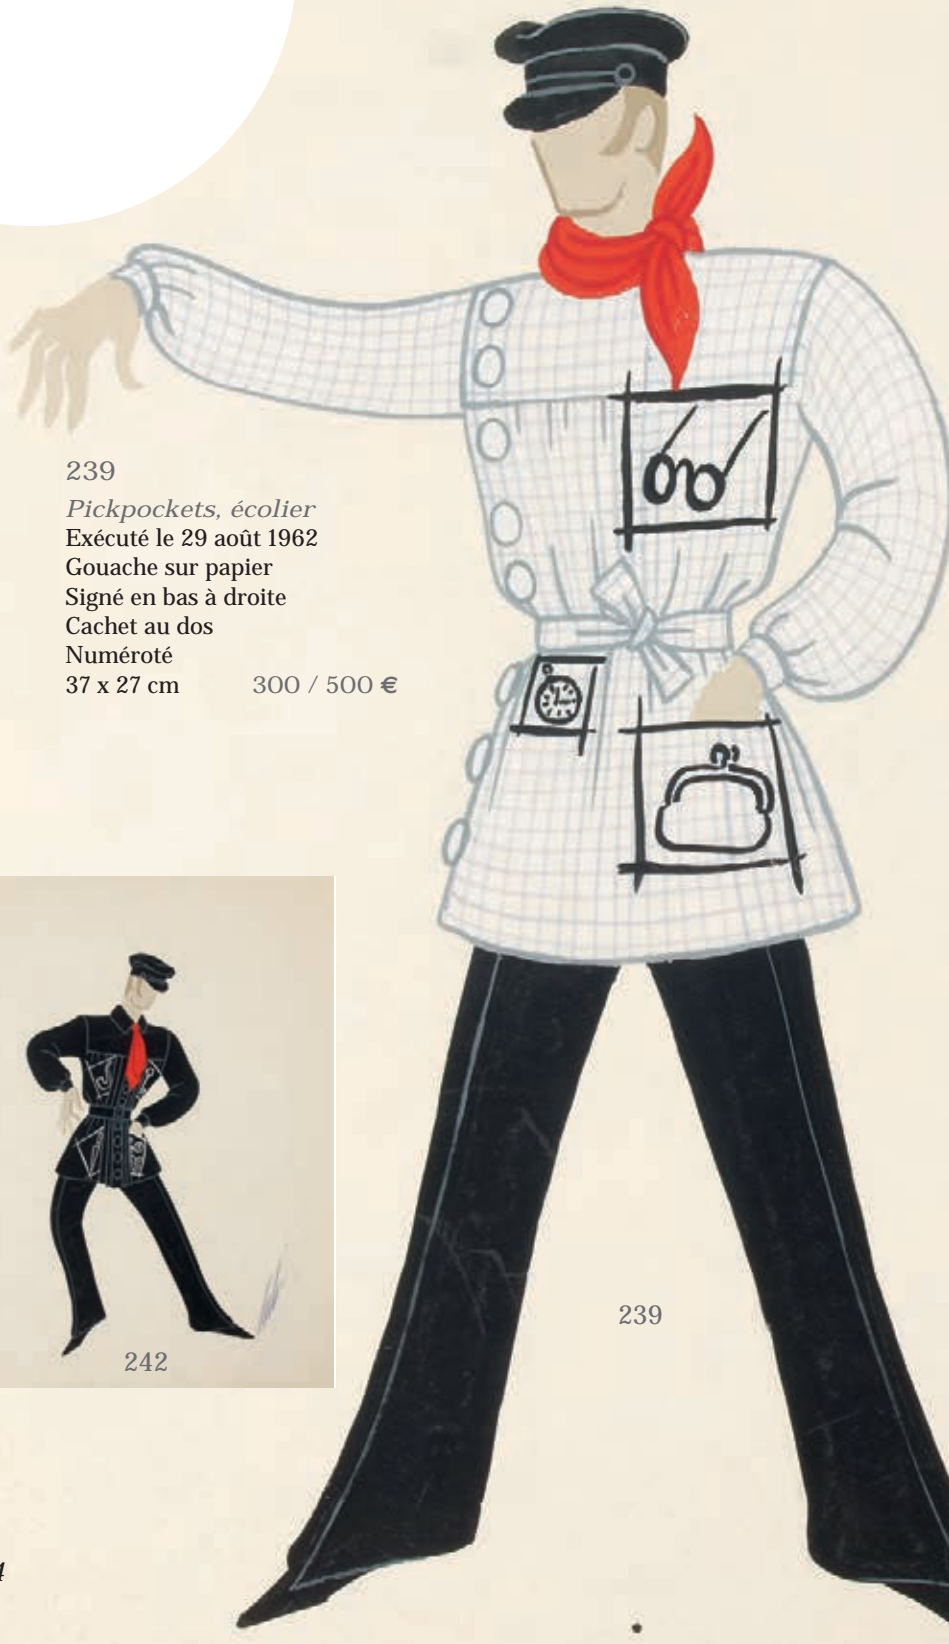 239
Pickpockets, écolier
Exécuté le 29 août 1962
Gouache sur papier
Signé en bas à droite
Cachet au dos
Numéroté
37 x 27 cm 300 / 500 €
239
242
4